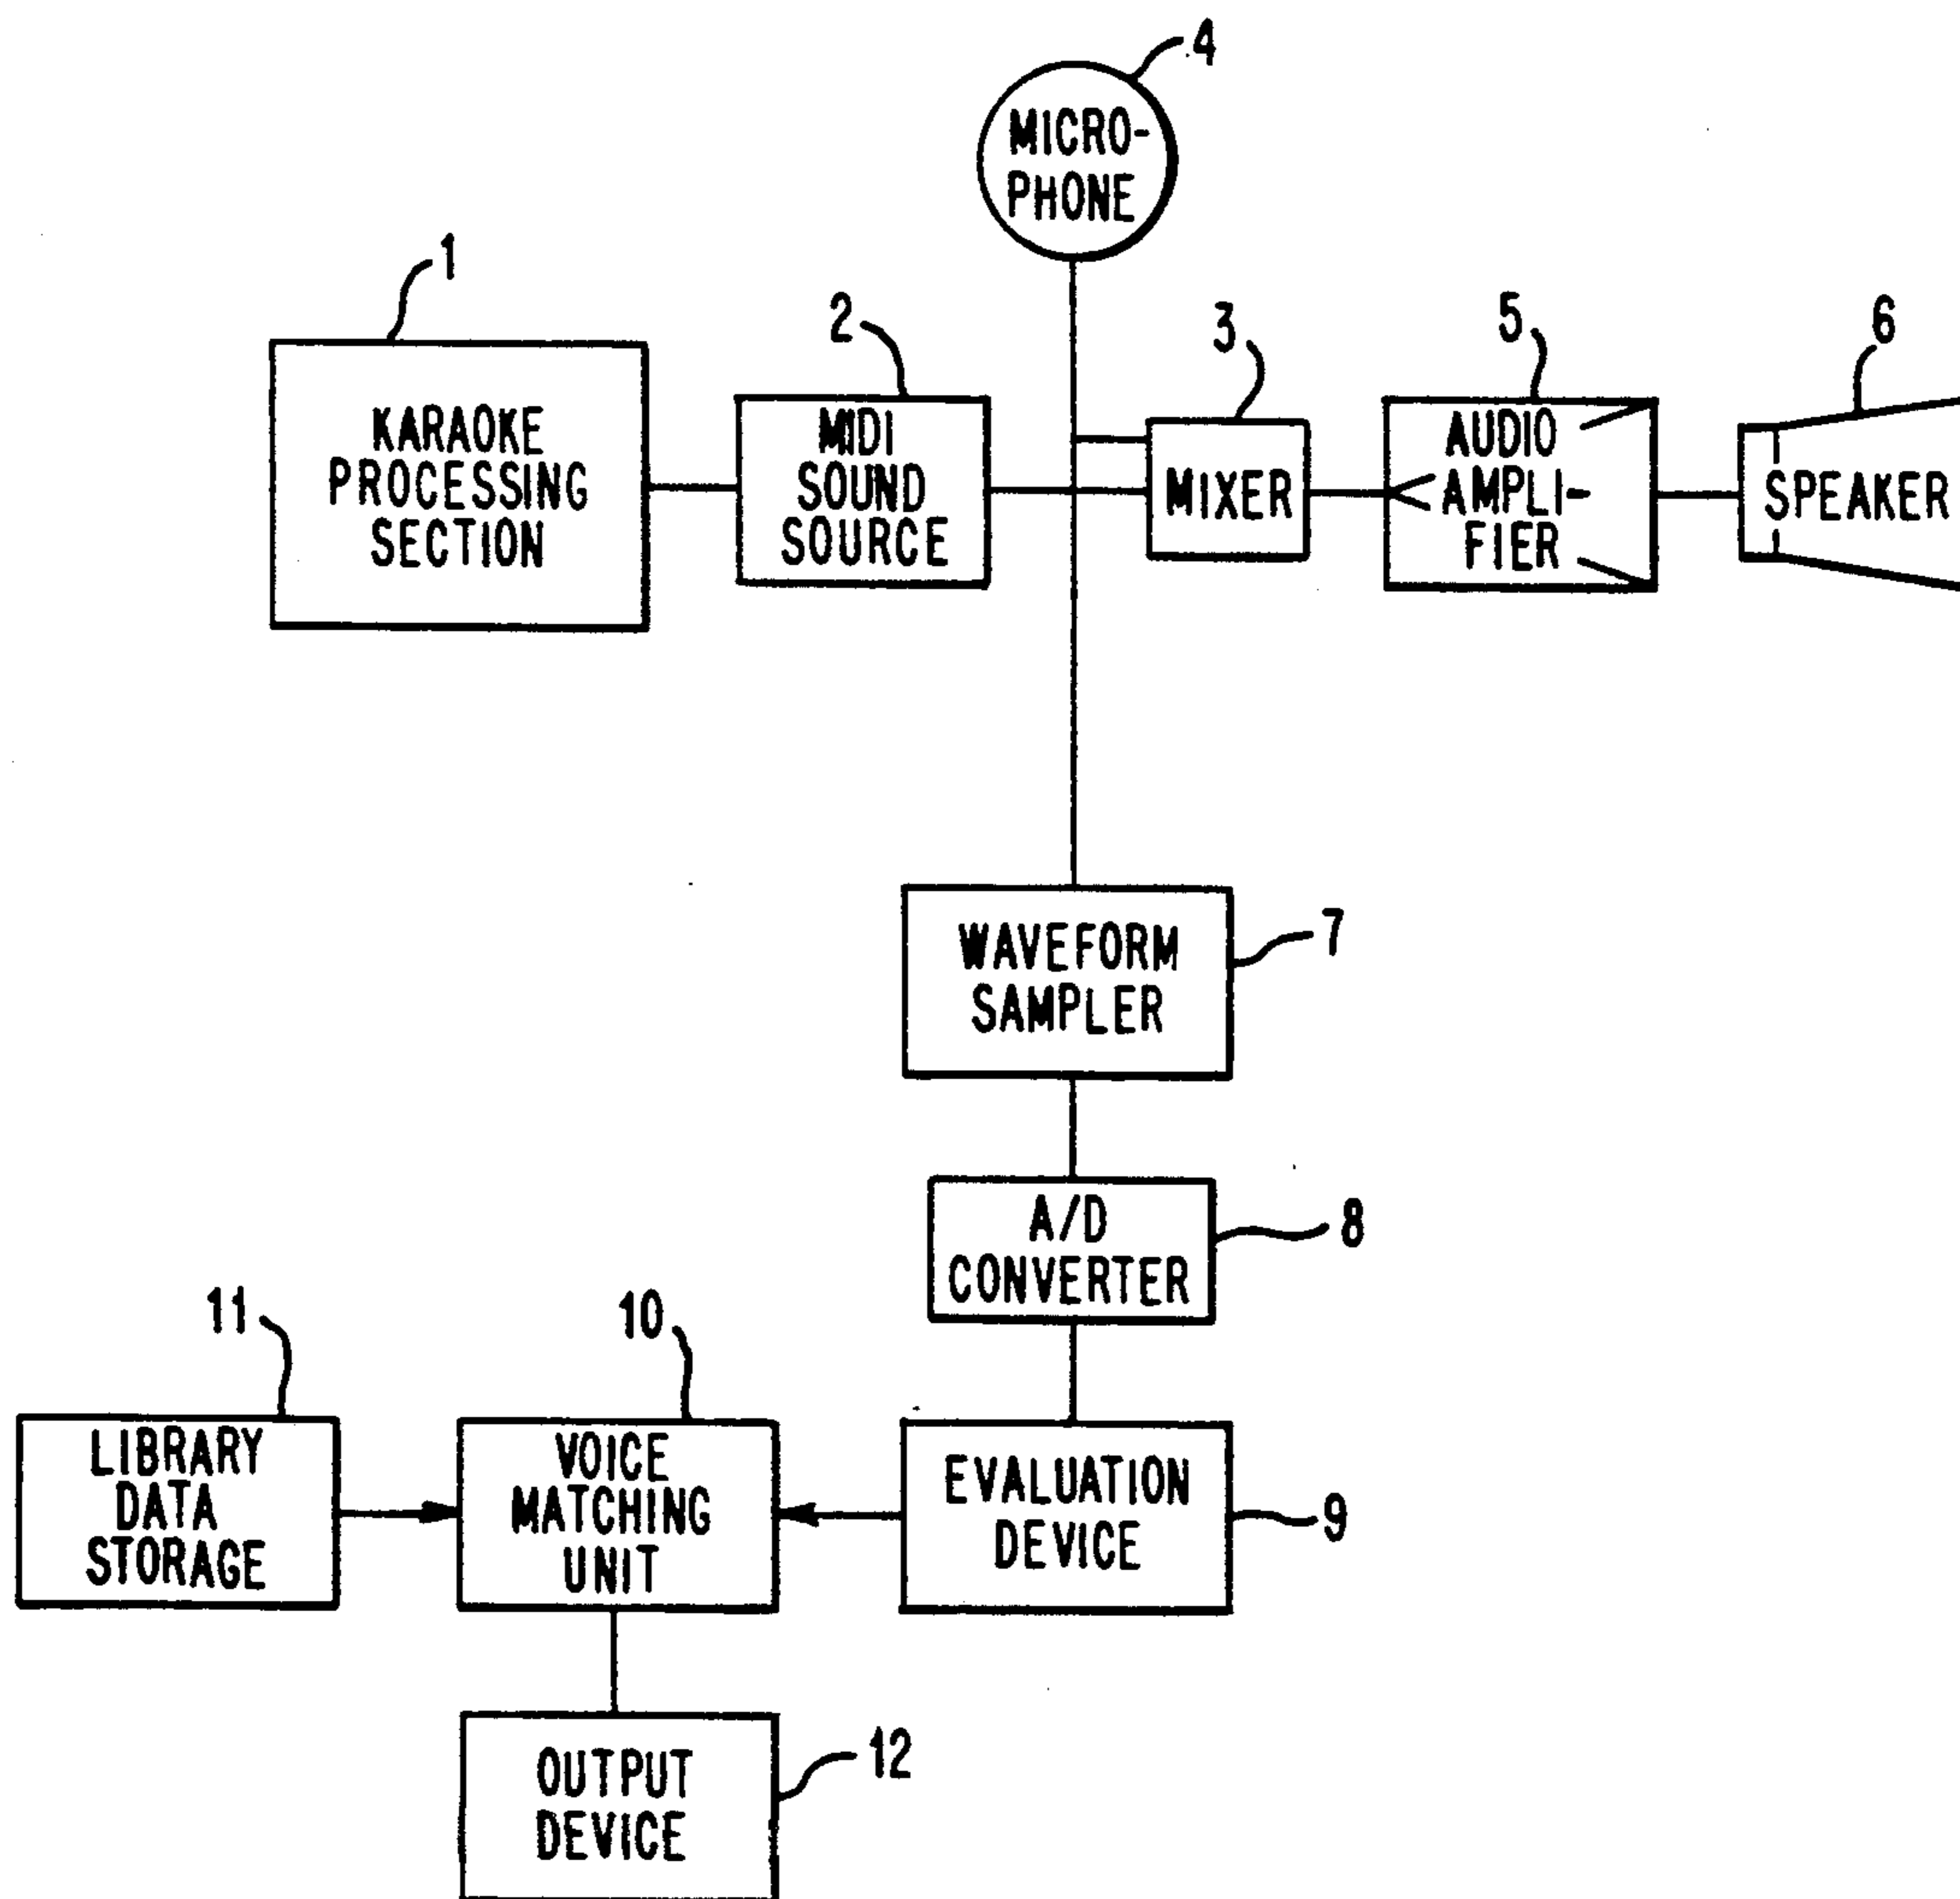 4
MICRO-
PHONE
1
2
3
5
6
KARAOKE
PROCESSING
SECTION
MIDI
SOUND
SOURCE
MIXER
AUDIO
AMPLI-
FIER
SPEAKER
WAVEFORM
SAMPLER
7
A/D
CONVERTER
8
11
10
LIBRARY
DATA
STORAGE
VOICE
MATCHING
UNIT
EVALUATION
DEVICE
9
OUTPUT
DEVICE
12